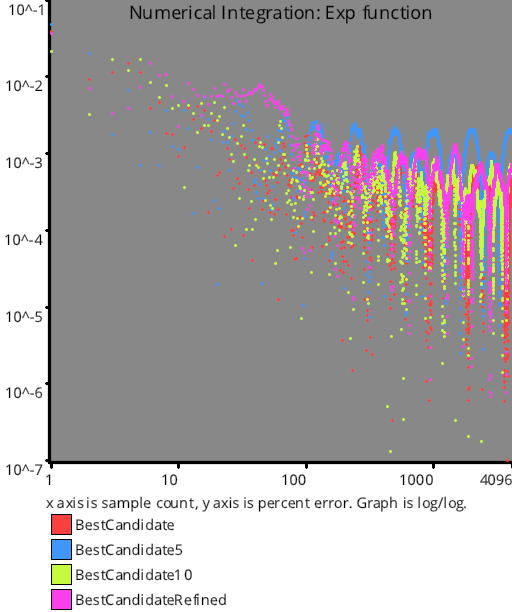 Numerical Integration: Exp function
10^-1
10^-2
10^-3
10^-4
10^-5
10^-6
10^-7
1 10 100 1000 4096
x axis is sample count, y axis is percent error. Graph is log/log.
BestCandidate
BestCandidate5
BestCandidate10
BestCandidateRefined